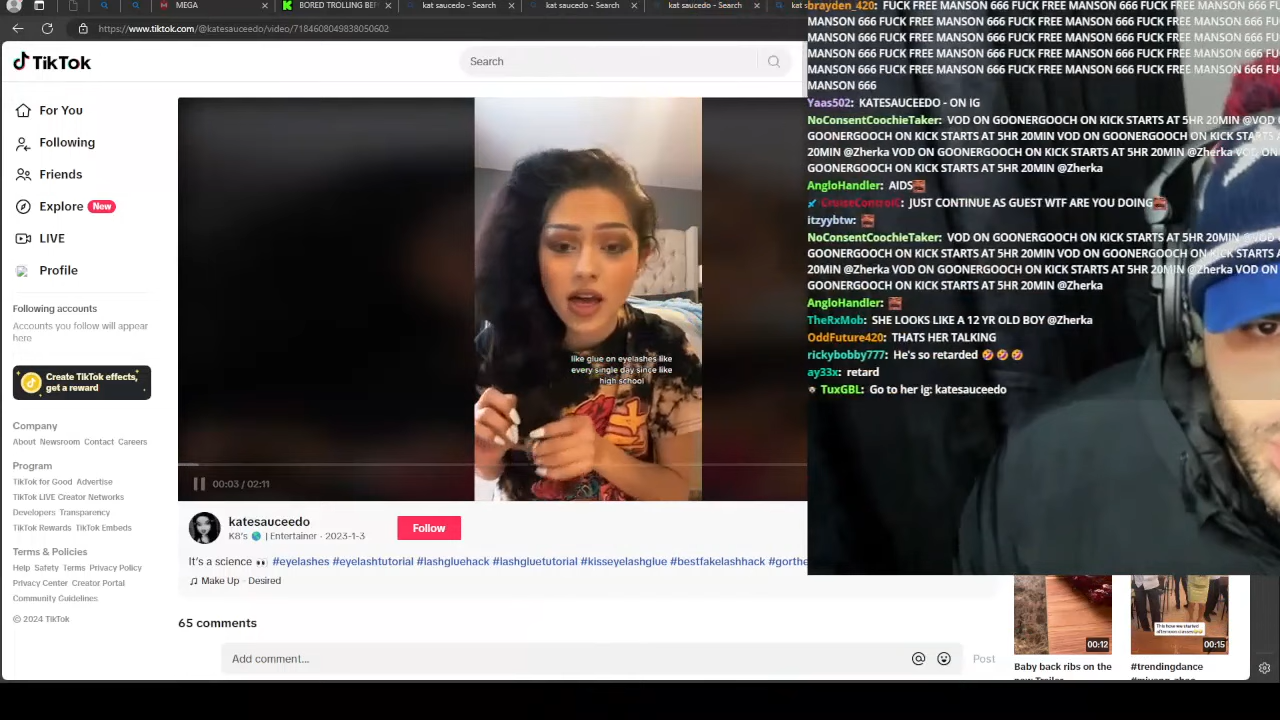 MEGA
BORED TROLLING BE
kat saucedo - Search
kat saucedo - Search
kat saucedo - Search
kat s
https://www.tiktok.com/@katesauceedo/video/7184608049838050602
TikTok
Search
For You
Following
Friends
Explore New
LIVE
Profile
Following accounts
Accounts you follow will appear
here
Create TikTok effects,
get a reward
Company
About Newsroom Contact Careers
Program
TikTok for Good Advertise
TikTok LIVE Creator Networks
Developers Transparency
TikTok Rewards TikTok Embeds
Terms & Policies
Help Safety Terms Privacy Policy
Privacy Center Creator Portal
Community Guidelines
© 2024 TikTok
like glue on eyelashes like
every single day since like
high school
00:03 / 02:11
katesauceedo
K8's 🌎 | Entertainer · 2023-1-3
Follow
It's a science 👀 #eyelashes #eyelashtutorial #lashgluehack #lashgluetutorial #kisseyelashglue #bestfakelashhack #gorthe
♫ Make Up - Desired
65 comments
Add comment...
Post
brayden_420: FUCK FREE MANSON 666 FUCK FREE MANSON 666 FUCK FREE
MANSON 666 FUCK FREE MANSON 666 FUCK FREE MANSON 666 FUCK FREE
MANSON 666 FUCK FREE MANSON 666 FUCK FREE MANSON 666 FUCK FREE
MANSON 666 FUCK FREE MANSON 666 FUCK FREE MANSON 666 FUCK FREE
MANSON 666 FUCK FREE MANSON 666 FUCK FREE MANSON 666 FUCK FREE
MANSON 666
Yaas502: KATESAUCEEDO - ON IG
NoConsentCoochieTaker: VOD ON GOONERGOOCH ON KICK STARTS AT 5HR 20MIN @VOD
GOONERGOOCH ON KICK STARTS AT 5HR 20MIN VOD ON GOONERGOOCH ON KICK STARTS AT
20MIN @Zherka VOD ON GOONERGOOCH ON KICK STARTS AT 5HR 20MIN @Zherka VOD ON
GOONERGOOCH ON KICK STARTS AT 5HR 20MIN @Zherka
AngloHandler: AIDS
CruiseControlC: JUST CONTINUE AS GUEST WTF ARE YOU DOING
itzyybtw:
NoConsentCoochieTaker: VOD ON GOONERGOOCH ON KICK STARTS AT 5HR 20MIN @VOD
GOONERGOOCH ON KICK STARTS AT 5HR 20MIN VOD ON GOONERGOOCH ON KICK STARTS AT
20MIN @Zherka VOD ON GOONERGOOCH ON KICK STARTS AT 5HR 20MIN @Zherka VOD ON
GOONERGOOCH ON KICK STARTS AT 5HR 20MIN @Zherka
AngloHandler:
TheRxMob: SHE LOOKS LIKE A 12 YR OLD BOY @Zherka
OddFuture420: THATS HER TALKING
rickybobby777: He's so retarded 🤣🤣🤣
ay33x: retard
TuxGBL: Go to her ig: katesauceedo
00:12
00:15
Baby back ribs on the
#trendingdance